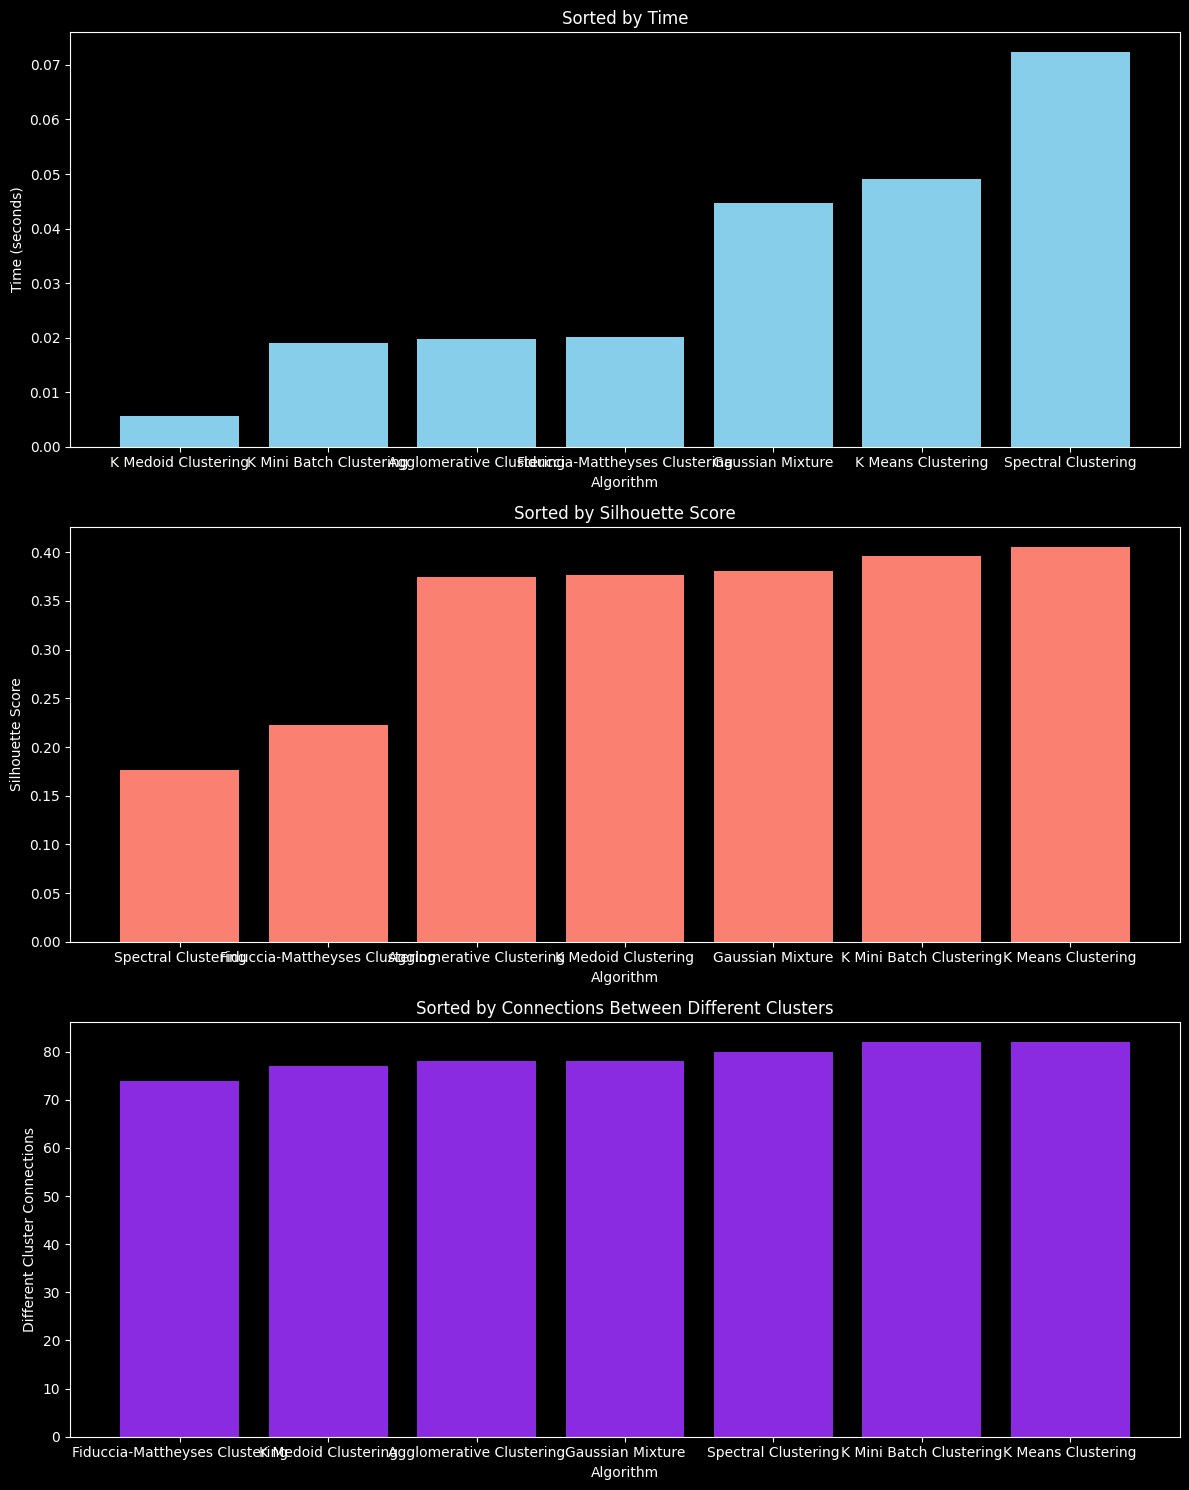 Sorted by Time
Time (seconds)
0.07
0.06
0.05
0.04
0.03
0.02
0.01
0.00
K Medoid Clustering K Mini Batch Clustering Agglomerative Clustering Fiduccia-Mattheyses Clustering Gaussian Mixture K Means Clustering Spectral Clustering
Algorithm
Sorted by Silhouette Score
Silhouette Score
0.40
0.35
0.30
0.25
0.20
0.15
0.10
0.05
0.00
Spectral Clustering Fiduccia-Mattheyses Clustering Agglomerative Clustering K Medoid Clustering Gaussian Mixture K Mini Batch Clustering K Means Clustering
Algorithm
Sorted by Connections Between Different Clusters
Different Cluster Connections
80
70
60
50
40
30
20
10
0
Fiduccia-Mattheyses Clustering K Medoid Clustering Agglomerative Clustering Gaussian Mixture Spectral Clustering K Mini Batch Clustering K Means Clustering
Algorithm